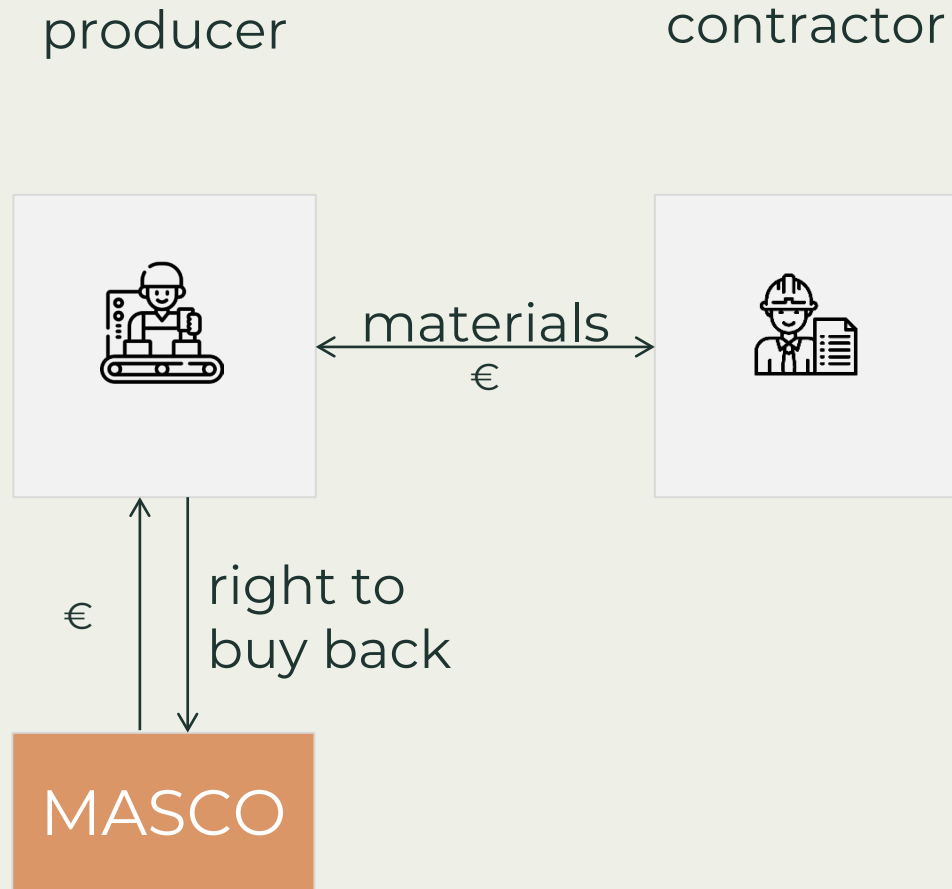 producer
contractor
materials
€
€
right to
buy back
MASCO